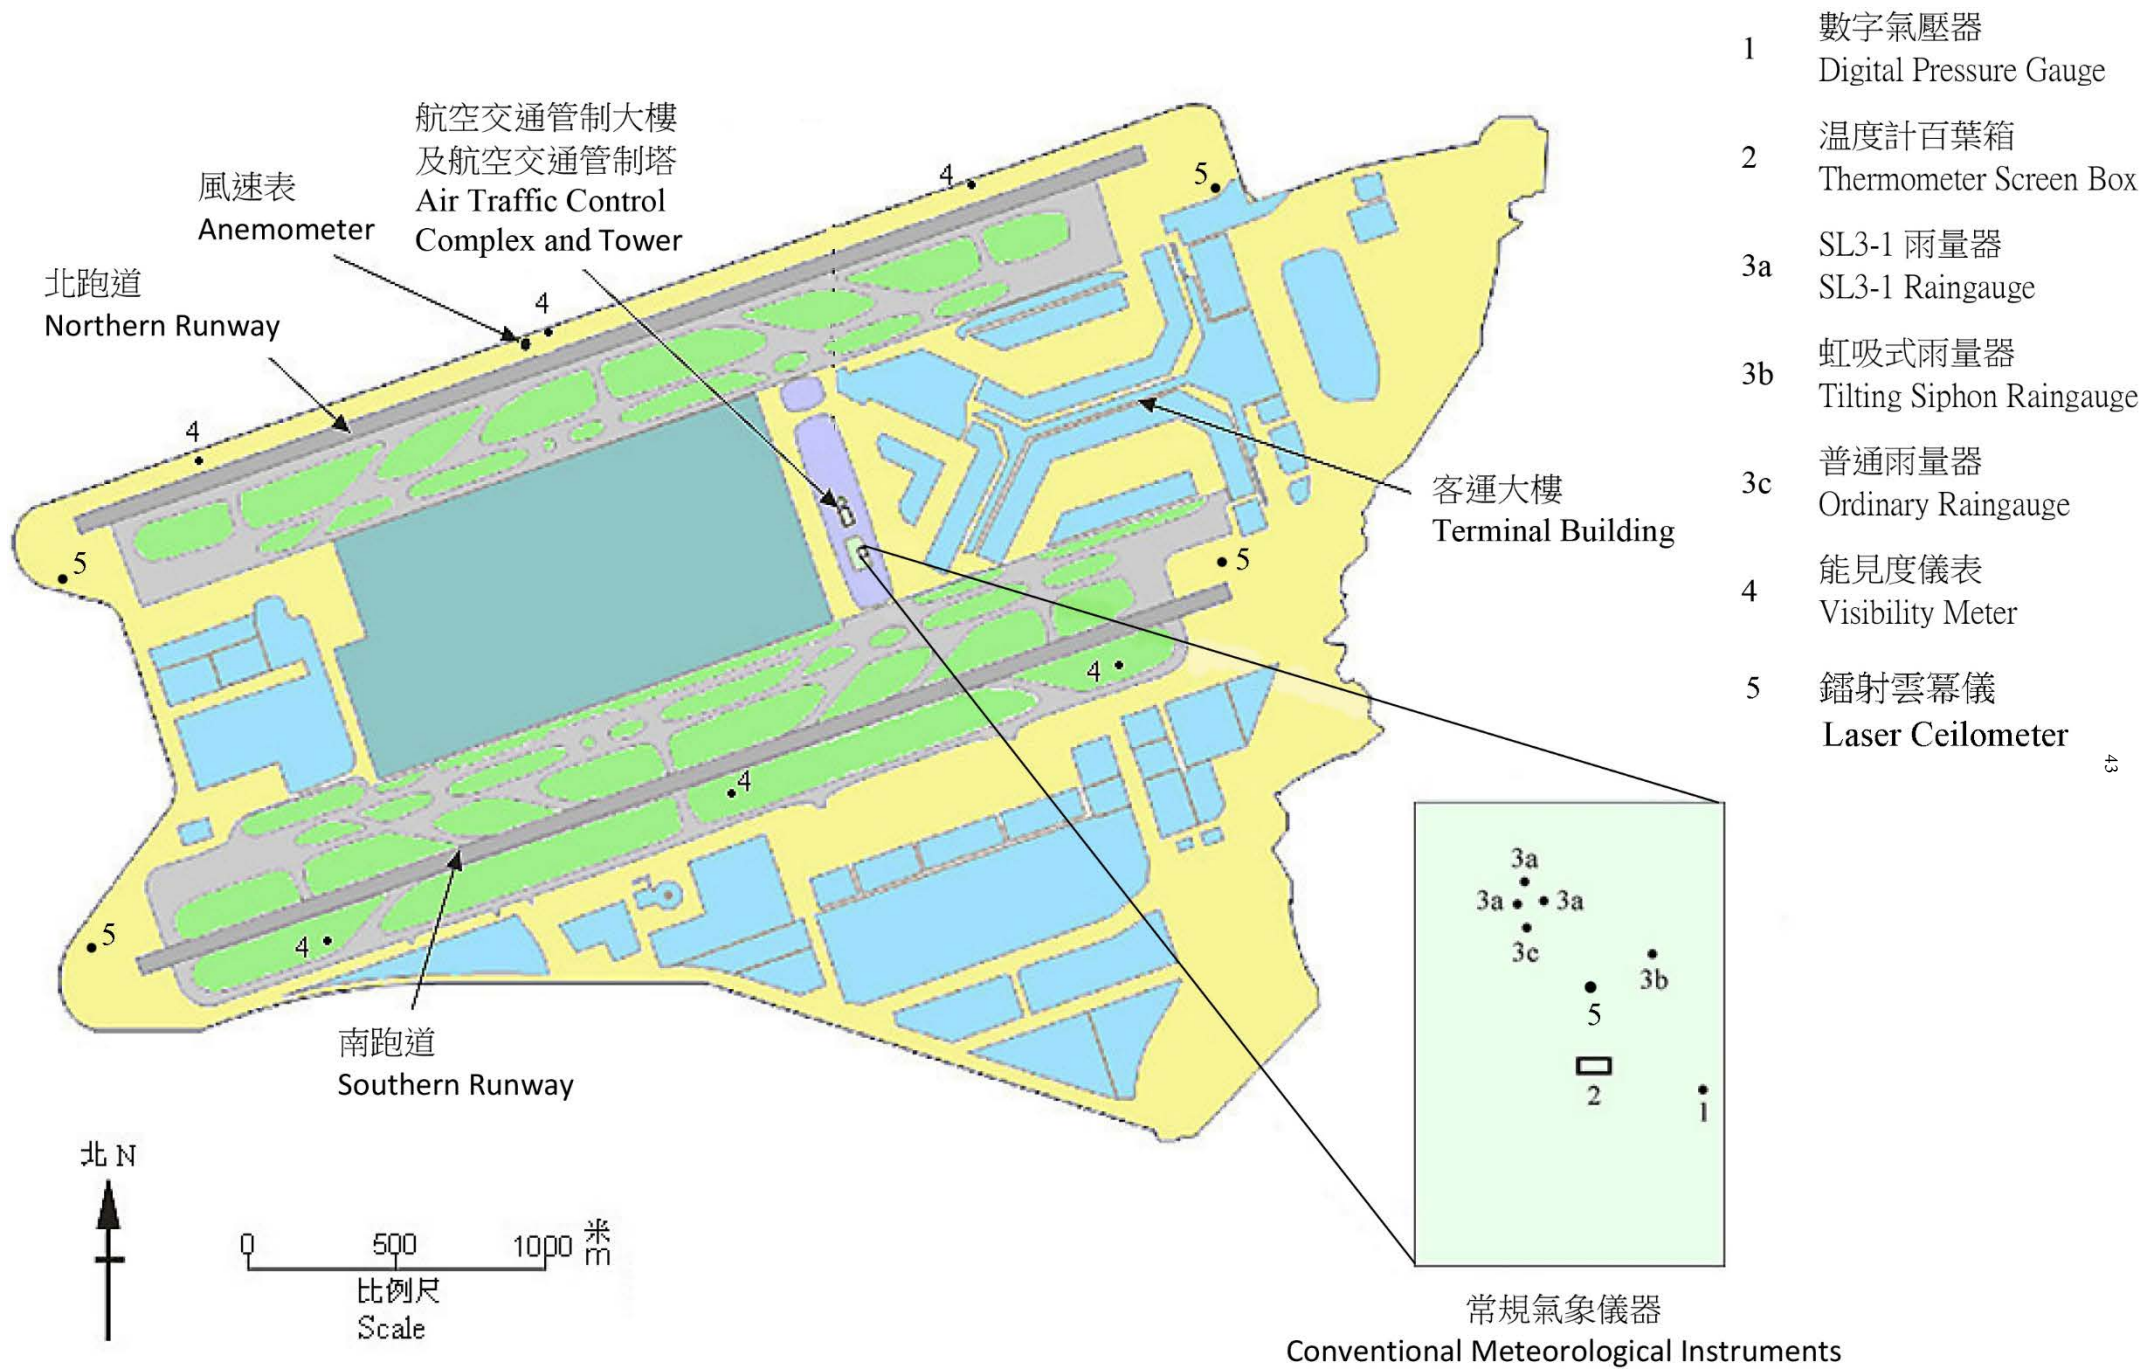 航空交通管制大樓
及航空交通管制塔
Air Traffic Control
Complex and Tower
風速表
Anemometer
北跑道
Northern Runway
4
5
4
4
5
5
4
4
4
5
客運大樓
Terminal Building
南跑道
Southern Runway
北 N
0 500 1000 米
m
比例尺
Scale
1 數字氣壓器
Digital Pressure Gauge
2 温度計百葉箱
Thermometer Screen Box
3a SL3-1 雨量器
SL3-1 Raingauge
3b 虹吸式雨量器
Tilting Siphon Raingauge
3c 普通雨量器
Ordinary Raingauge
4 能見度儀表
Visibility Meter
5 鐳射雲冪儀
Laser Ceilometer
43
3a
3a 3a
3c
3b
5
2
1
常規氣象儀器
Conventional Meteorological Instruments